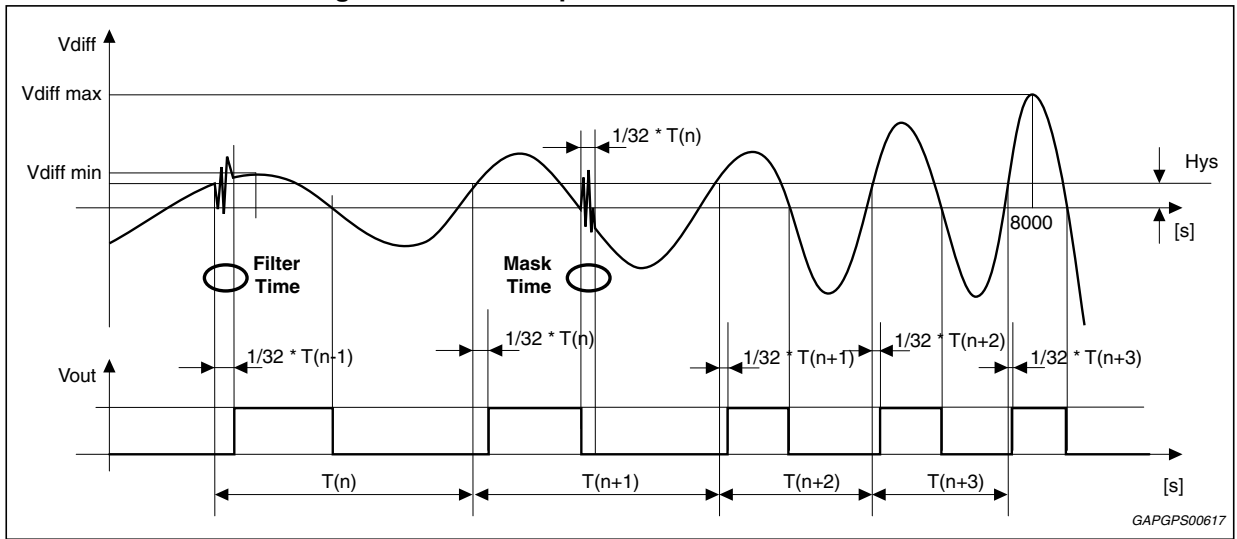 Vdiff
Vdiff max
1/32 * T(n)
Vdiff min
Hys
8000
[s]
Filter
Time
Mask
Time
1/32 * T(n)
1/32 * T(n+2)
1/32 * T(n-1)
1/32 * T(n+1)
1/32 * T(n+3)
Vout
T(n)
T(n+1)
T(n+2)
T(n+3)
[s]
GAPGPS00617